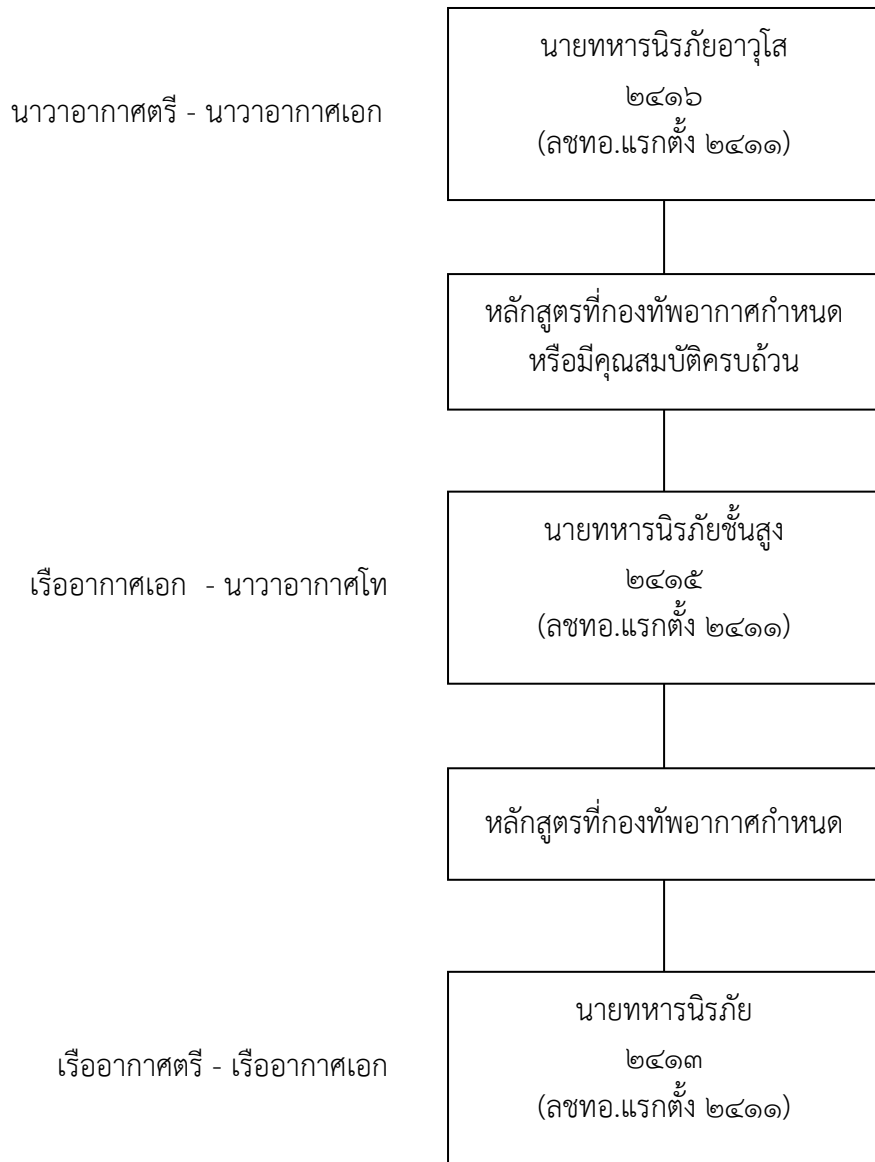 นายทหารนิรภัยอาวุโส
๒๔๑๖
นาวาอากาศตรี - นาวาอากาศเอก
(ลชทอ.แรกตั้ง ๒๔๑๑)
หลักสูตรที่กองทัพอากาศกำหนด
หรือมีคุณสมบัติครบถ้วน
นายทหารนิรภัยชั้นสูง
เรืออากาศเอก - นาวาอากาศโท
๒๔๑๕
(ลชทอ.แรกตั้ง ๒๔๑๑)
หลักสูตรที่กองทัพอากาศกำหนด
นายทหารนิรภัย
เรืออากาศตรี - เรืออากาศเอก
๒๔๑๓
(ลชทอ.แรกตั้ง ๒๔๑๑)